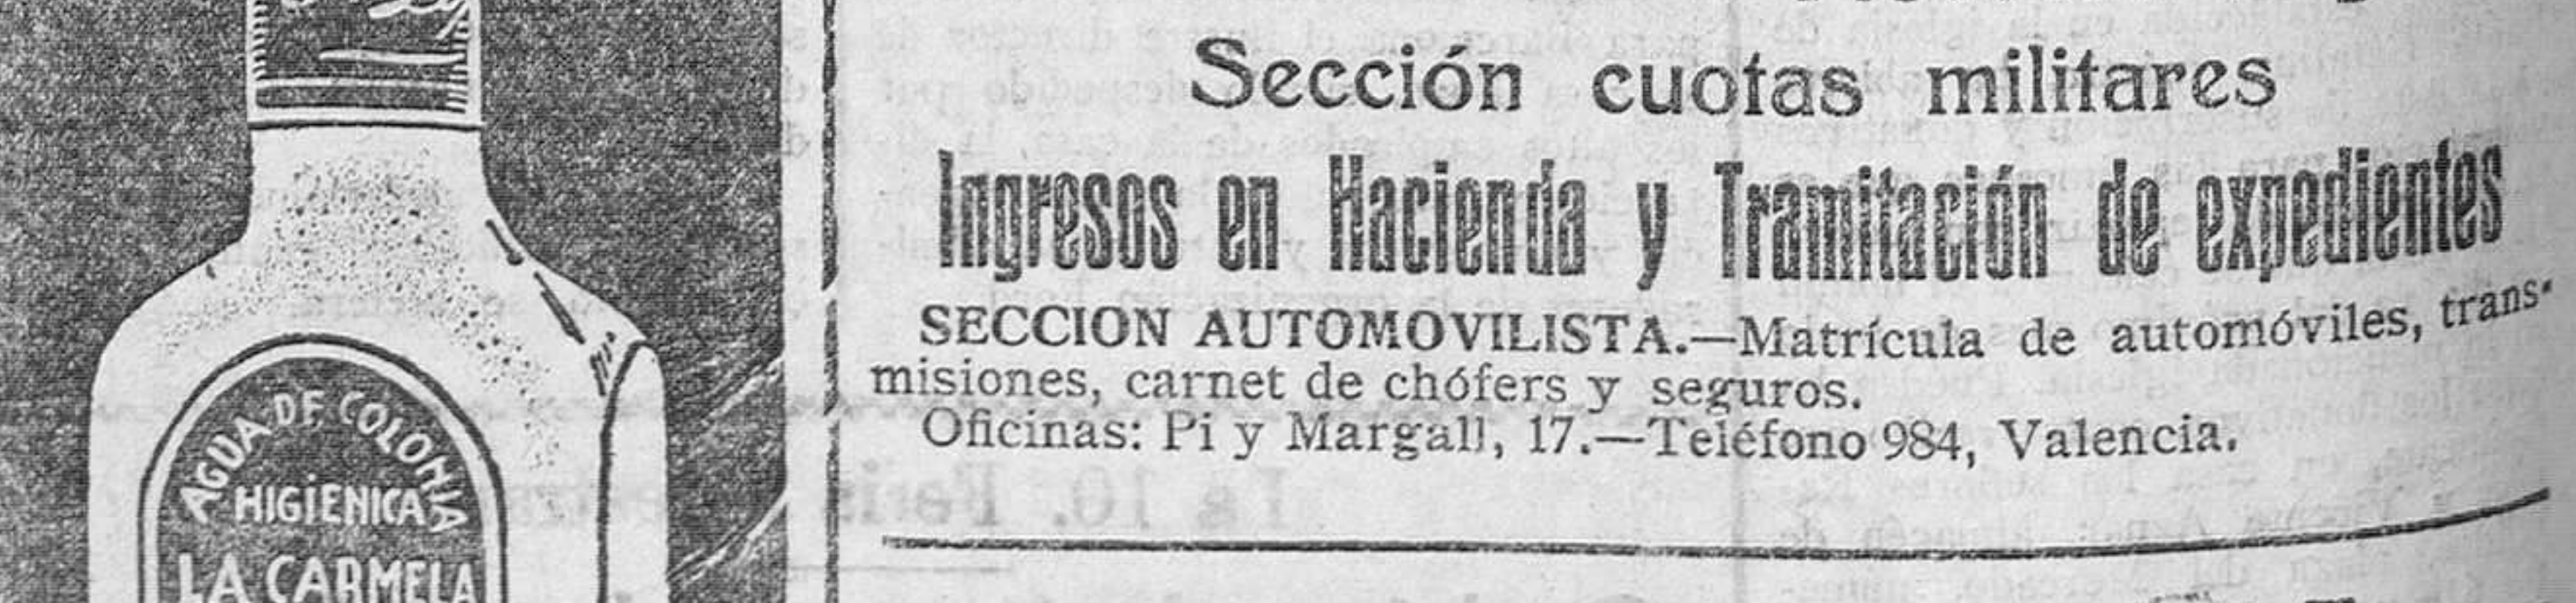 AGUA DE COLONIA
HIGIENICA
LA CARMELA
Sección cuotas militares
Ingresos en Hacienda y Tramitación de expedientes
SECCION AUTOMOVILISTA.—Matrícula de automóviles, trans-
misiones, carnet de chófers y seguros.
Oficinas: Pi y Margall, 17.—Teléfono 984, Valencia.